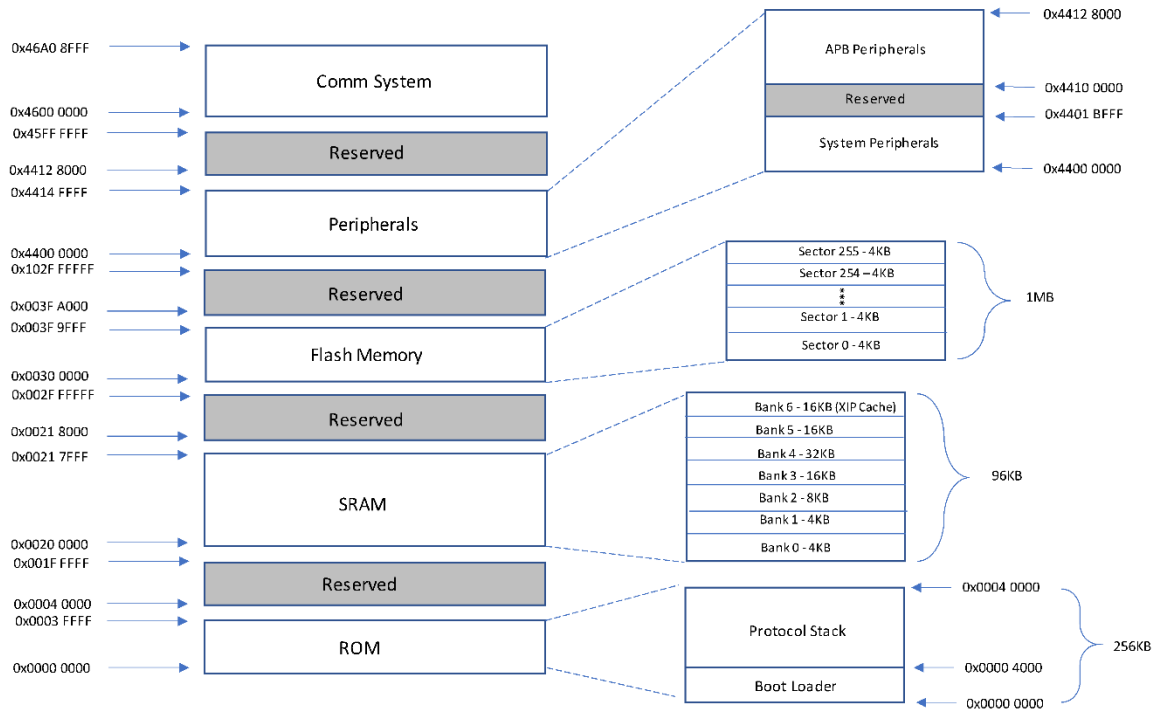 0x46A0 8FFF
Comm System
0x4600 0000
0x45FF FFFF
Reserved
0x4412 8000
0x4414 FFFF
Peripherals
0x4400 0000
0x102F FFFFF
Reserved
0x003F A000
0x003F 9FFF
Flash Memory
0x0030 0000
0x002F FFFFF
Reserved
0x0021 8000
0x0021 7FFF
SRAM
0x0020 0000
0x001F FFFF
Reserved
0x0004 0000
0x0003 FFFF
ROM
0x0000 0000
0x4412 8000
APB Peripherals
0x4410 0000
Reserved
0x4401 BFFF
System Peripherals
0x4400 0000
Sector 255 - 4KB
Sector 254 – 4KB
***
Sector 1 - 4KB
Sector 0 - 4KB
1MB
Bank 6 - 16KB (XIP Cache)
Bank 5 - 16KB
Bank 4 - 32KB
Bank 3 - 16KB
Bank 2 - 8KB
Bank 1 - 4KB
Bank 0 - 4KB
96KB
0x0004 0000
Protocol Stack
0x0000 4000
Boot Loader
0x0000 0000
256KB